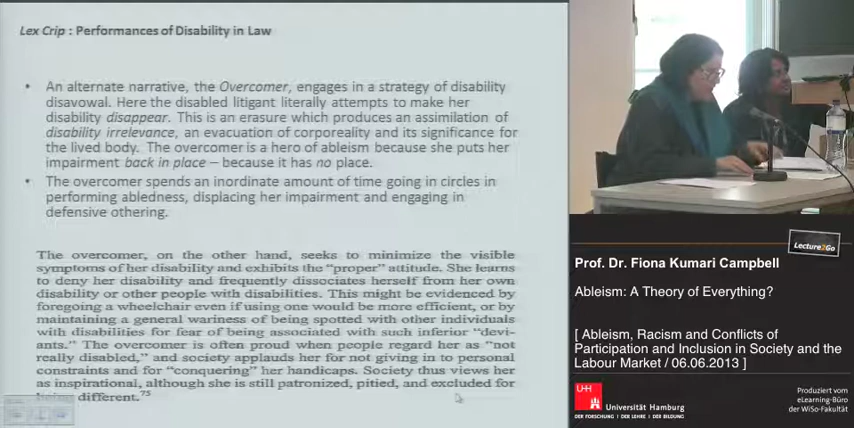 Lex Crip : Performances of Disability in Law
• An alternate narrative, the Overcomer, engages in a strategy of disability
disavowal. Here the disabled litigant literally attempts to make her
disability disappear. This is an erasure which produces an assimilation of
disability irrelevance, an evacuation of corporeality and its significance for
the lived body. The overcomer is a hero of ableism because she puts her
impairment back in place – because it has no place.
• The overcomer spends an inordinate amount of time going in circles in
performing abledness, displacing her impairment and engaging in
defensive othering.
The overcomer, on the other hand, seeks to minimize the visible
symptoms of her disability and exhibits the “proper” attitude. She learns
to deny her disability and frequently dissociates herself from her own
disability or other people with disabilities. This might be evidenced by
foregoing a wheelchair even if using one would be more efficient, or by
maintaining a general wariness of being spotted with other individuals
with disabilities for fear of being associated with such inferior “devi-
ants.” The overcomer is often proud when people regard her as “not
really disabled,” and society applauds her for not giving in to personal
constraints and for “conquering” her handicaps. Society thus views her
as inspirational, although she is still patronized, pitied, and excluded for
different.75
Lecture2Go
Prof. Dr. Fiona Kumari Campbell
Ableism: A Theory of Everything?
[ Ableism, Racism and Conflicts of
Participation and Inclusion in Society and the
Labour Market / 06.06.2013 ]
UH
Universität Hamburg
DER FORSCHUNG | DER LEHRE | DER BILDUNG
Produziert vom
eLearning-Büro
der WiSo-Fakultät